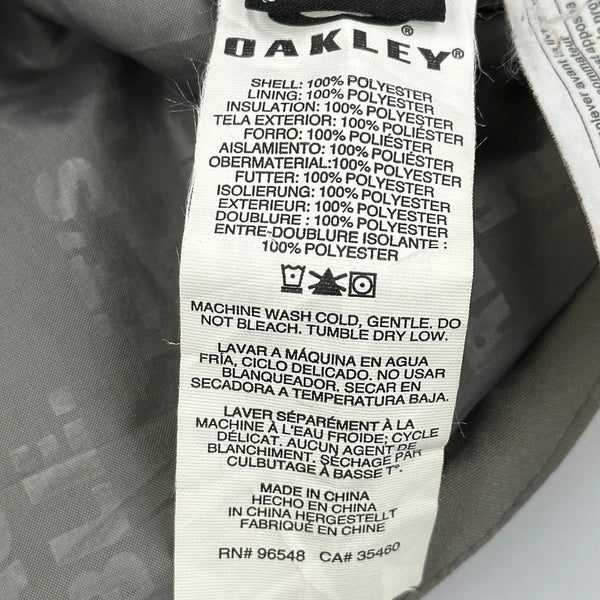 OAKLEY®
®
SHELL: 100% POLYESTER
LINING: 100% POLYESTER
INSULATION: 100% POLYESTER
TELA EXTERIOR: 100% POLIÉSTER
FORRO: 100% POLIÉSTER
AISLAMIENTO: 100% POLIÉSTER
OBERMATERIAL:100% POLYESTER
FUTTER: 100% POLYESTER
ISOLIERUNG: 100% POLYESTER
EXTERIEUR: 100% POLYESTER
DOUBLURE : 100% POLYESTER
ENTRE-DOUBLURE ISOLANTE :
100% POLYESTER
MACHINE WASH COLD, GENTLE. DO
NOT BLEACH. TUMBLE DRY LOW.
LAVAR A MÁQUINA EN AGUA
FRÍA, CICLO DELICADO. NO USAR
BLANQUEADOR. SECAR EN
SECADORA A TEMPERATURA BAJA.
LAVER SÉPARÉMENT À LA
MACHINE À L'EAU FROIDE; CYCLE
DÉLICAT. AUCUN AGENT DE
BLANCHIMENT. SÉCHAGE PAR
CULBUTAGE À BASSE T°.
MADE IN CHINA
HECHO EN CHINA
IN CHINA HERGESTELLT
FABRIQUÉ EN CHINE
RN# 96548 CA# 35460